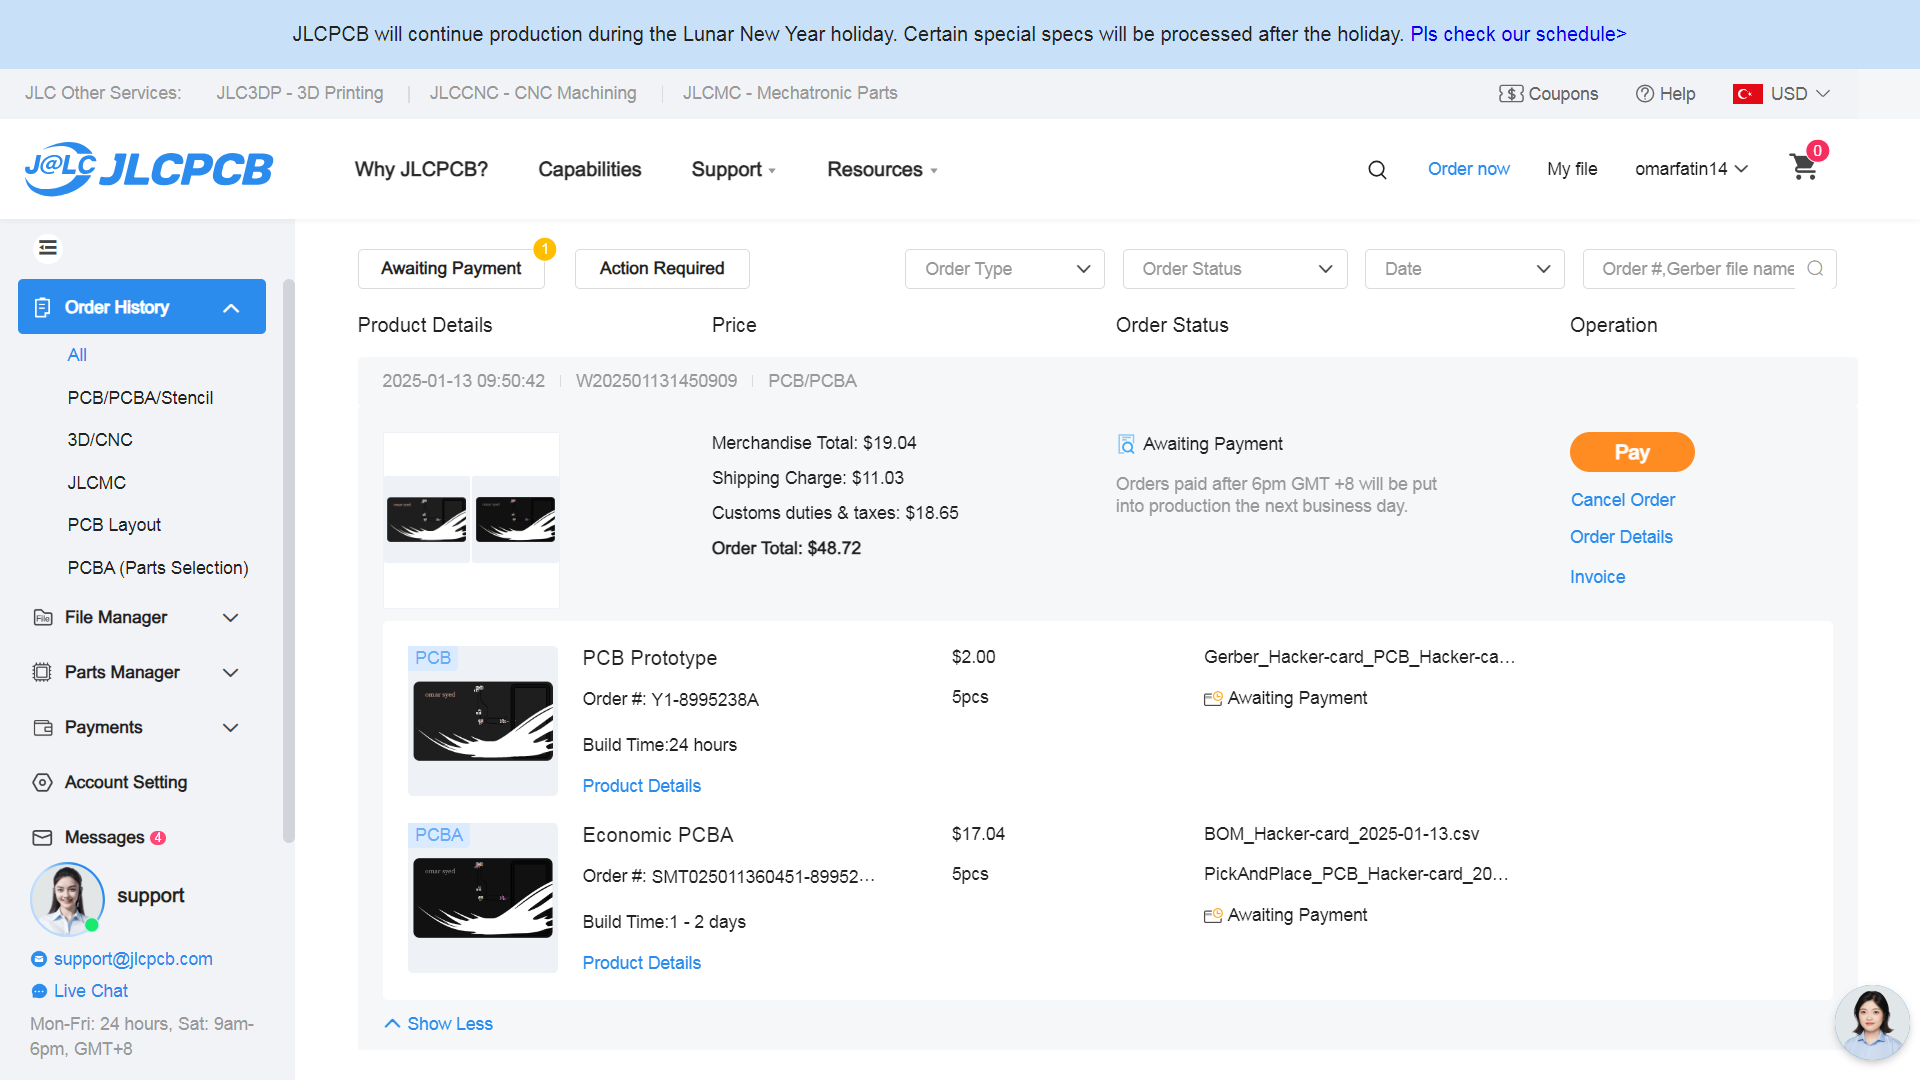 JLCPCB will continue production during the Lunar New Year holiday. Certain special specs will be processed after the holiday. Pls check our schedule>
JLC Other Services: JLC3DP - 3D Printing | JLCCNC - CNC Machining | JLCMC - Mechatronic Parts
Coupons Help USD
J@LC JLCPCB
Why JLCPCB? Capabilities Support Resources
Order now My file omarfatin14 0
Order History
All
PCB/PCBA/Stencil
3D/CNC
JLCMC
PCB Layout
PCBA (Parts Selection)
File Manager
Parts Manager
Payments
Account Setting
Messages 4
support
support@jlcpcb.com
Live Chat
Mon-Fri: 24 hours, Sat: 9am-
6pm, GMT+8
Awaiting Payment 1 Action Required Order Type Order Status Date Order #,Gerber file name
Product Details Price Order Status Operation
2025-01-13 09:50:42 | W202501131450909 | PCB/PCBA
Merchandise Total: $19.04
Shipping Charge: $11.03
Customs duties & taxes: $18.65
Order Total: $48.72
Awaiting Payment
Orders paid after 6pm GMT +8 will be put
into production the next business day.
Pay
Cancel Order
Order Details
Invoice
PCB
omar syed
PCB Prototype
Order #: Y1-8995238A
Build Time:24 hours
Product Details
$2.00
5pcs
Gerber_Hacker-card_PCB_Hacker-ca...
Awaiting Payment
PCBA
omar syed
Economic PCBA
Order #: SMT025011360451-89952...
Build Time:1 - 2 days
Product Details
$17.04
5pcs
BOM_Hacker-card_2025-01-13.csv
PickAndPlace_PCB_Hacker-card_20...
Awaiting Payment
Show Less